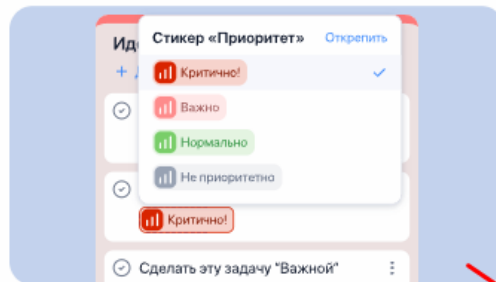 Стикер «Приоритет» Открепить
Ид
+
Критично!
Важно
Нормально
Не приоритетно
Критично!
Сделать эту задачу "Важной"